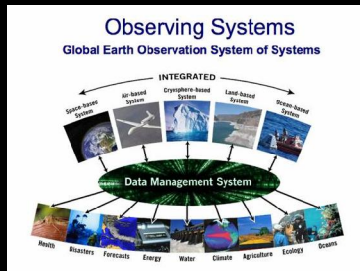 Observing Systems
Global Earth Observation System of Systems
INTEGRATED
Space-based System
Air-based System
Cryosphere-based System
Land-based System
Ocean-based System
Data Management System
Health
Disasters
Forecasts
Energy
Water
Climate
Agriculture
Ecology
Oceans